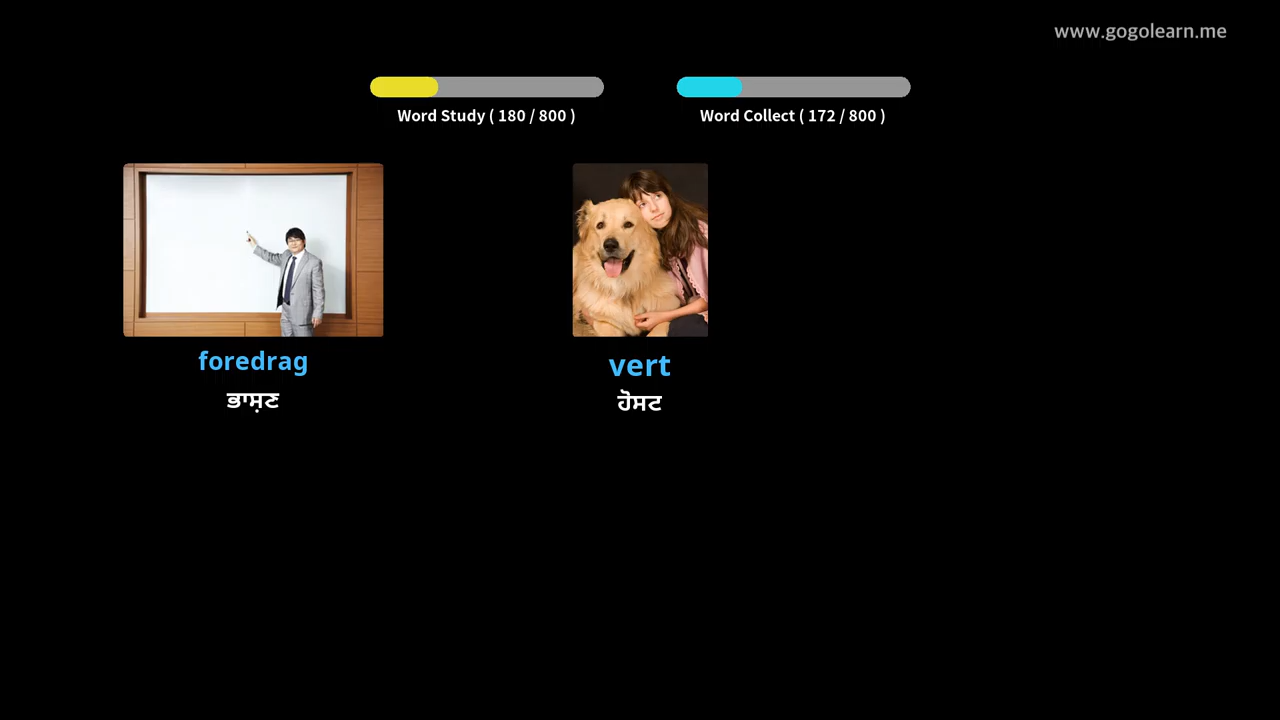 www.gogolearn.me
Word Study ( 180 / 800 )
Word Collect ( 172 / 800 )
foredrag
ਭਾਸ਼ਣ
vert
ਹੋਸਟ